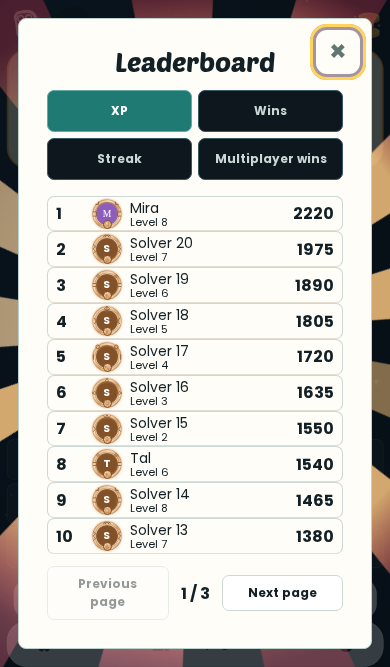 Leaderboard
✖
XP
Wins
Streak
Multiplayer wins
1 M Mira 2220
Level 8
2 S Solver 20 1975
Level 7
3 S Solver 19 1890
Level 6
4 S Solver 18 1805
Level 5
5 S Solver 17 1720
Level 4
6 S Solver 16 1635
Level 3
7 S Solver 15 1550
Level 2
8 T Tal 1540
Level 6
9 S Solver 14 1465
Level 8
10 S Solver 13 1380
Level 7
Previous
page
1 / 3
Next page